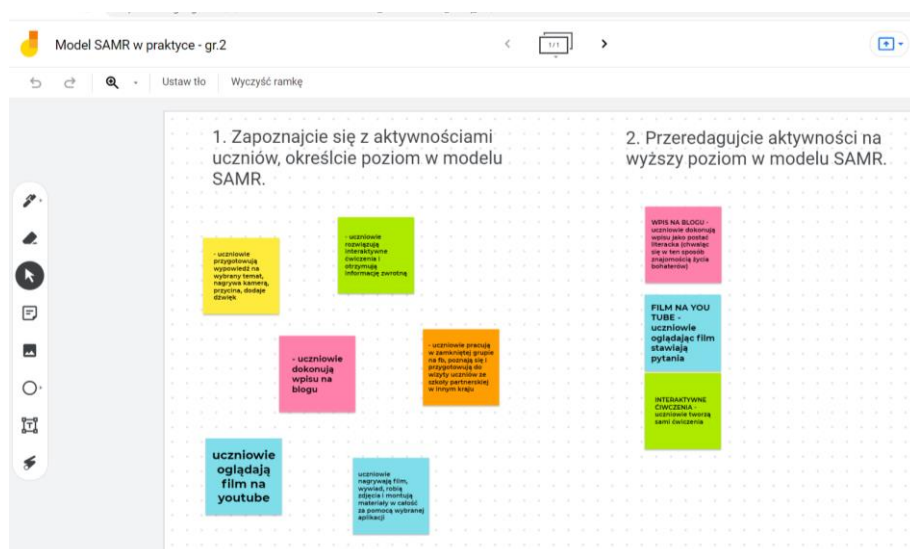 Model SAMR w praktyce - gr.2
1/1
Ustaw tło
Wyczyść ramkę
1. Zapoznajcie się z aktywnościami
uczniów, określcie poziom w modelu
SAMR.
2. Przeredagujcie aktywności na
wyższy poziom w modelu SAMR.
- uczniowie
przygotowują
wypowiedź na
wybrany temat,
nagrywa kamerą,
przycina, dodaje
dźwięk
- uczniowie
rozwiązują
interaktywne
ćwiczenia i
otrzymują
informację zwrotną
- uczniowie
dokonują
wpisu na
blogu
- uczniowie pracują
w zamkniętej grupie
na fb, poznają się i
przygotowują do
wizyty uczniów ze
szkoły partnerskiej
w innym kraju
uczniowie
oglądają
film na
youtube
uczniowie
nagrywają film,
wywiad, robią
zdjęcia i montują
materiały w całość
za pomocą wybranej
aplikacji
WPIS NA BLOGU -
uczniowie dokonują
wpisu jako postać
literacka (chwaląc
się w ten sposób
znajomością życia
bohaterów)
FILM NA YOU
TUBE -
uczniowie
oglądając film
stawiają
pytania
INTERAKTYWNE
ĆIWCZENIA -
uczniowie tworzą
sami ćwiczenia